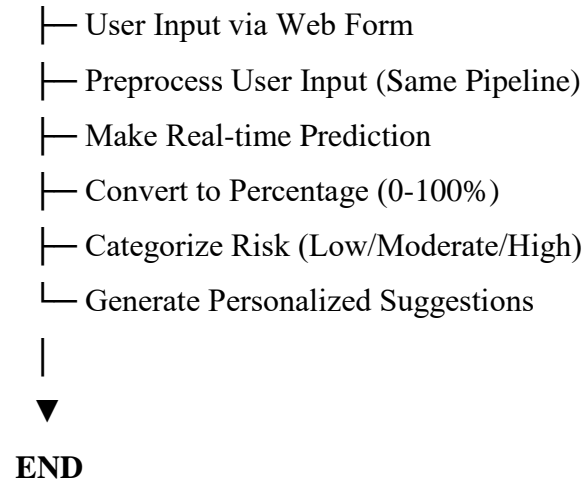 ├─ User Input via Web Form
├─ Preprocess User Input (Same Pipeline)
├─ Make Real-time Prediction
├─ Convert to Percentage (0-100%)
├─ Categorize Risk (Low/Moderate/High)
└─ Generate Personalized Suggestions
│
▼
END